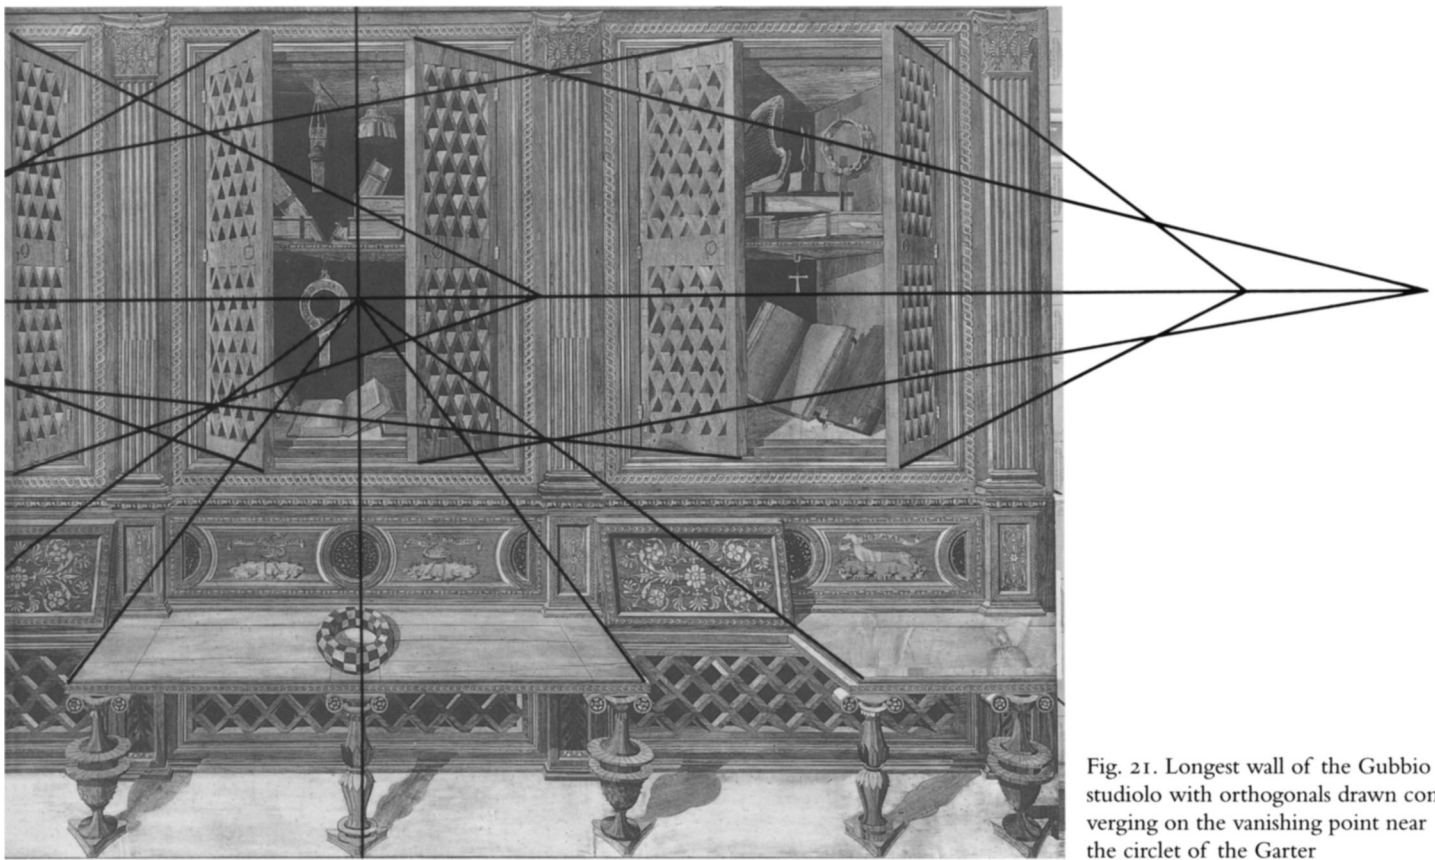 Fig. 21. Longest wall of the Gubbio
studiolo with orthogonals drawn con
verging on the vanishing point near
the circlet of the Garter